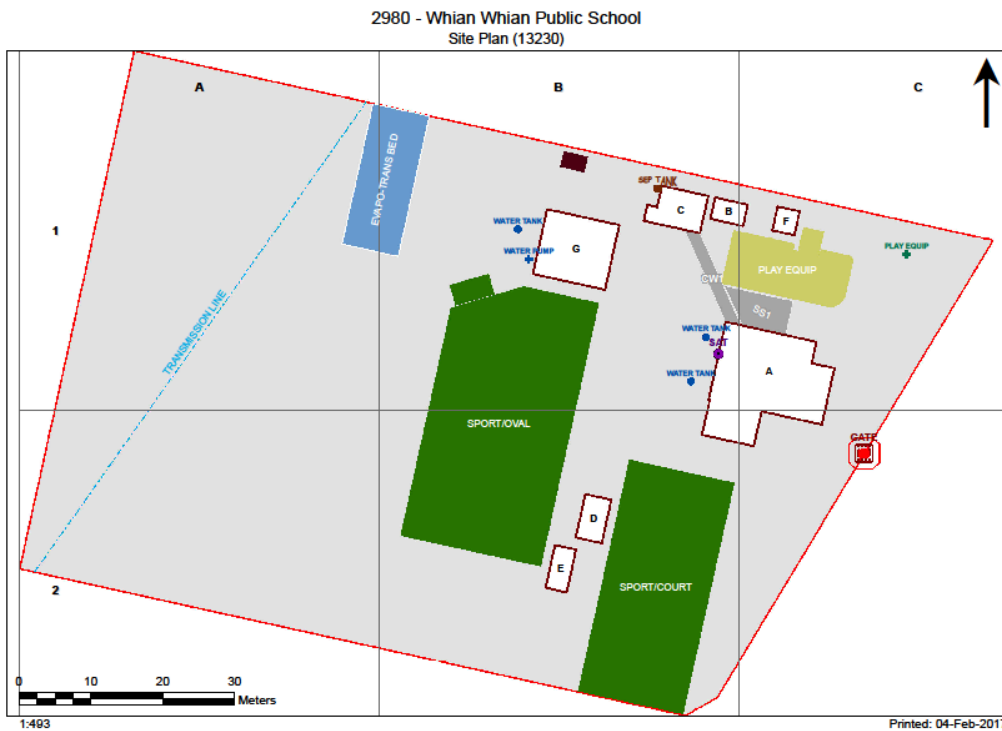 2980 - Whian Whian Public School
Site Plan (13230)
A
B
C
1
EVAPO-TRANS BED
SEP TANK
C
B
F
WATER TANK
WATER PUMP
G
PLAY EQUIP
PLAY EQUIP
CW1
SS1
TRANSMISSION LINE
WATER TANK
SAT
WATER TANK
A
SPORT/OVAL
GATE
D
E
SPORT/COURT
2
0 10 20 30
Meters
1:493
Printed: 04-Feb-2017